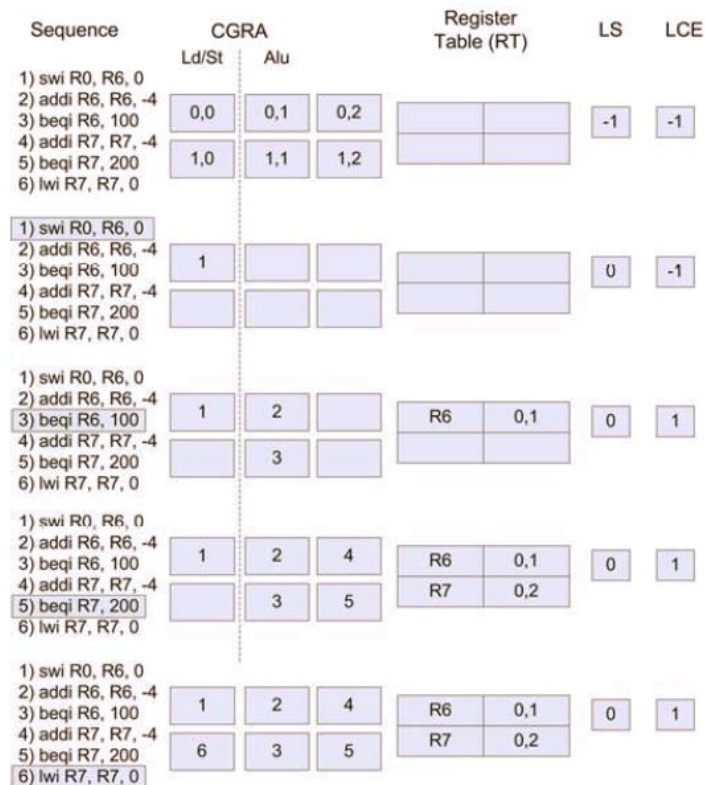 Sequence CGRA Register Table (RT) LS LCE
Ld/St Alu
1) swi R0, R6, 0
2) addi R6, R6, -4
3) beqi R6, 100
4) addi R7, R7, -4
5) beqi R7, 200
6) lwi R7, R7, 0
0,0 0,1 0,2
1,0 1,1 1,2
-1 -1
1) swi R0, R6, 0
2) addi R6, R6, -4
3) beqi R6, 100
4) addi R7, R7, -4
5) beqi R7, 200
6) lwi R7, R7, 0
1
0 -1
1) swi R0, R6, 0
2) addi R6, R6, -4
3) beqi R6, 100
4) addi R7, R7, -4
5) beqi R7, 200
6) lwi R7, R7, 0
1 2
3
R6 0,1
0 1
1) swi R0, R6, 0
2) addi R6, R6, -4
3) beqi R6, 100
4) addi R7, R7, -4
5) beqi R7, 200
6) lwi R7, R7, 0
1 2 4
3 5
R6 0,1
R7 0,2
0 1
1) swi R0, R6, 0
2) addi R6, R6, -4
3) beqi R6, 100
4) addi R7, R7, -4
5) beqi R7, 200
6) lwi R7, R7, 0
1 2 4
6 3 5
R6 0,1
R7 0,2
0 1